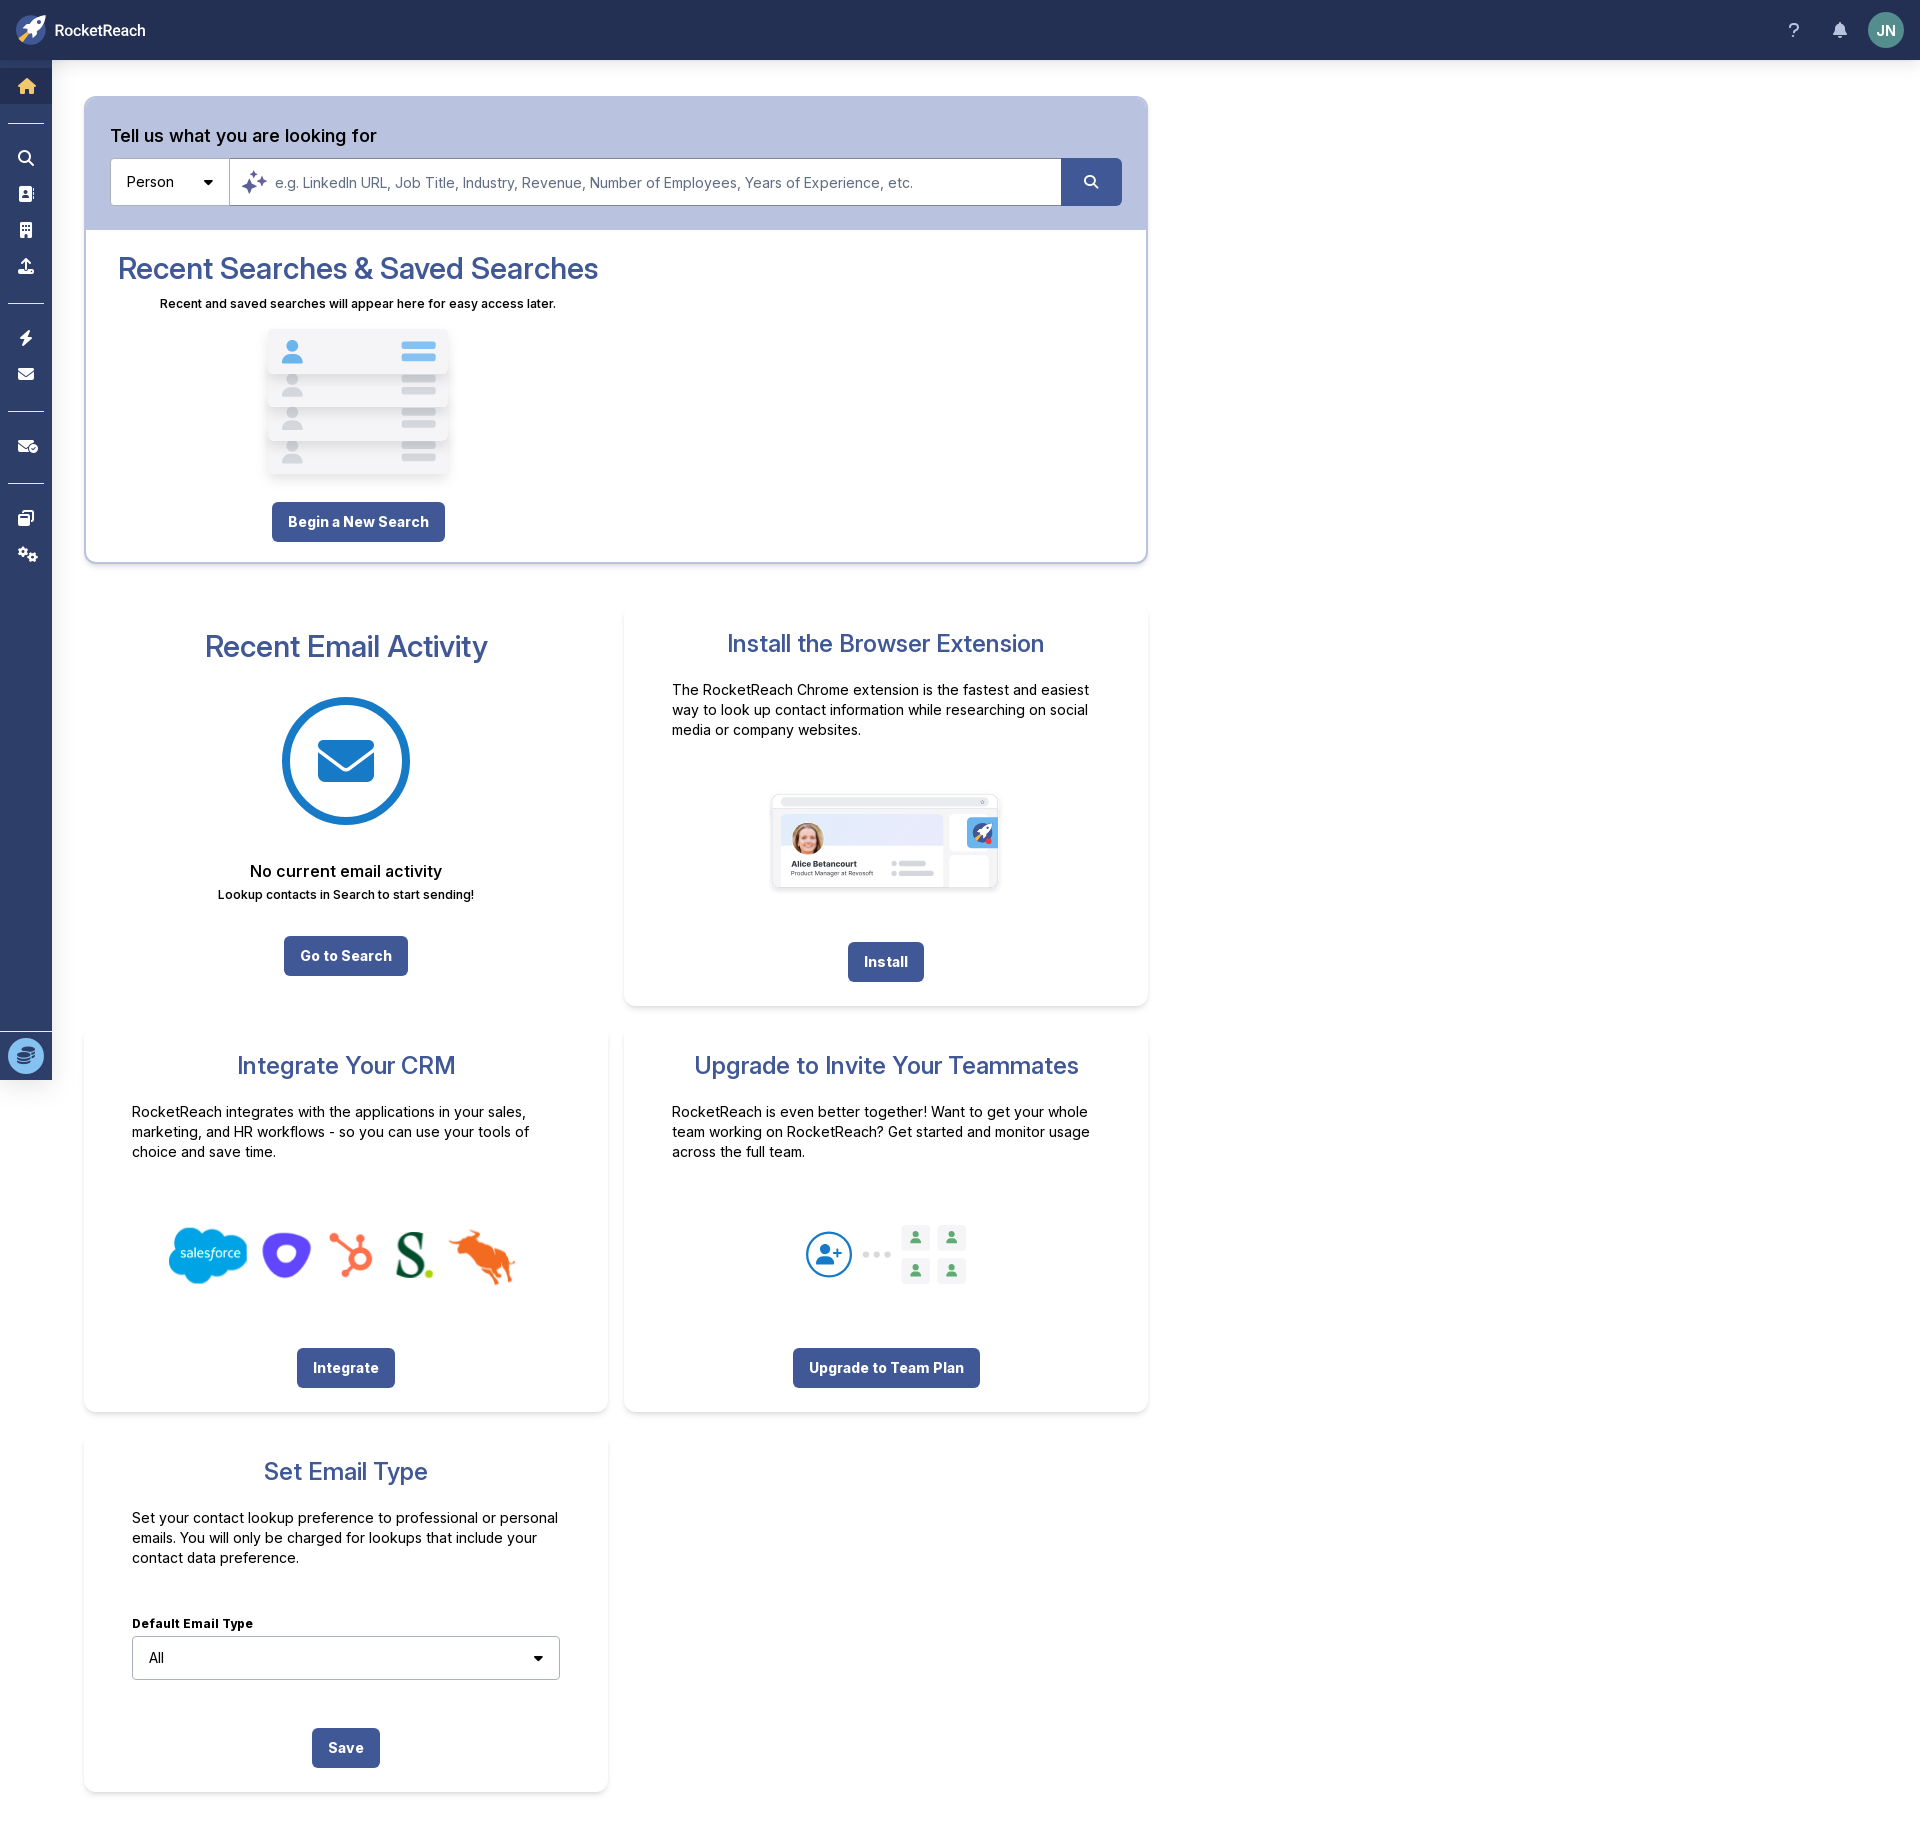 RocketReach
?
JN
Tell us what you are looking for
Person
e.g. LinkedIn URL, Job Title, Industry, Revenue, Number of Employees, Years of Experience, etc.
Recent Searches & Saved Searches
Recent and saved searches will appear here for easy access later.
Begin a New Search
Recent Email Activity
No current email activity
Lookup contacts in Search to start sending!
Go to Search
Install the Browser Extension
The RocketReach Chrome extension is the fastest and easiest
way to look up contact information while researching on social
media or company websites.
Alice Betancourt
Product Manager at Revosoft
Install
Integrate Your CRM
RocketReach integrates with the applications in your sales,
marketing, and HR workflows - so you can use your tools of
choice and save time.
salesforce
S.
Integrate
Upgrade to Invite Your Teammates
RocketReach is even better together! Want to get your whole
team working on RocketReach? Get started and monitor usage
across the full team.
Upgrade to Team Plan
Set Email Type
Set your contact lookup preference to professional or personal
emails. You will only be charged for lookups that include your
contact data preference.
Default Email Type
All
Save